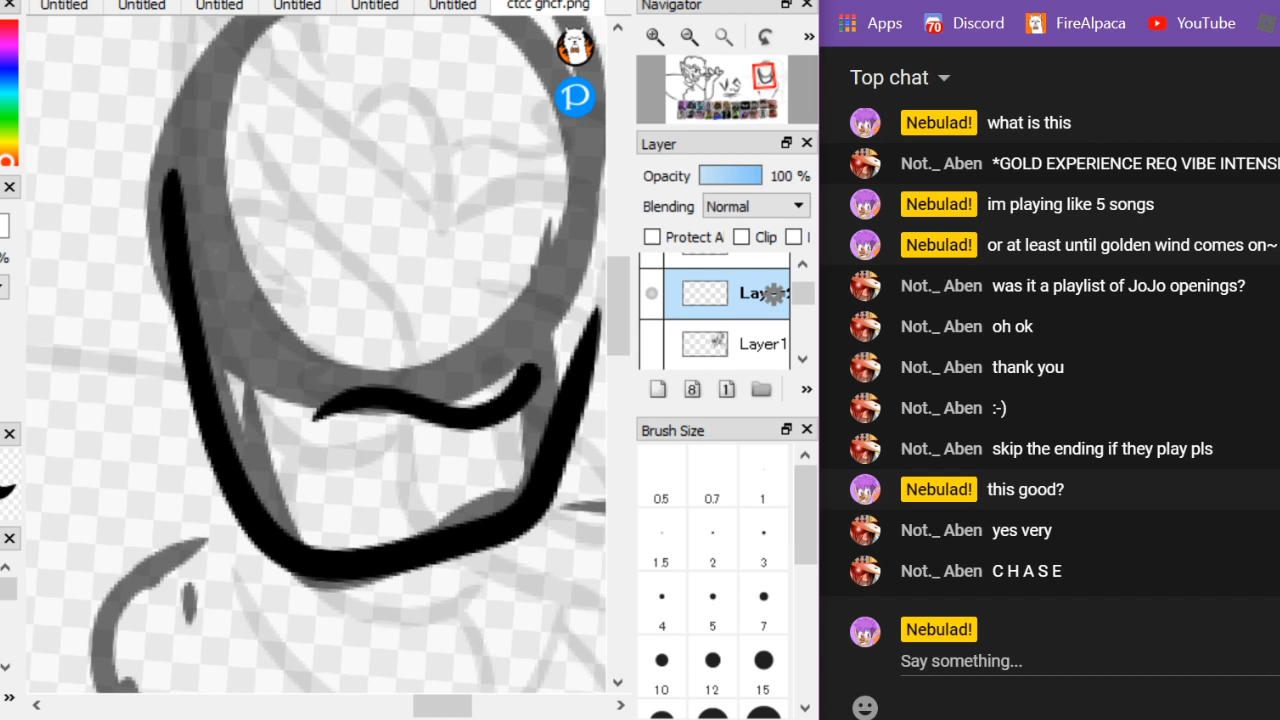 Untitled Untitled Untitled Untitled Untitled Untitled ctcc ghcf.png
Navigator
V.S
Layer
Opacity 100 %
Blending Normal
Protect A Clip
Layer1
Brush Size
0.5 0.7 1
1.5 2 3
4 5 7
10 12 15
%
P
Apps 70 Discord FireAlpaca YouTube
Top chat
Nebulad! what is this
Not._ Aben *GOLD EXPERIENCE REQ VIBE INTENSI
Nebulad! im playing like 5 songs
Nebulad! or at least until golden wind comes on~
Not._ Aben was it a playlist of JoJo openings?
Not._ Aben oh ok
Not._ Aben thank you
Not._ Aben :-)
Not._ Aben skip the ending if they play pls
Nebulad! this good?
Not._ Aben yes very
Not._ Aben C H A S E
Nebulad!
Say something...